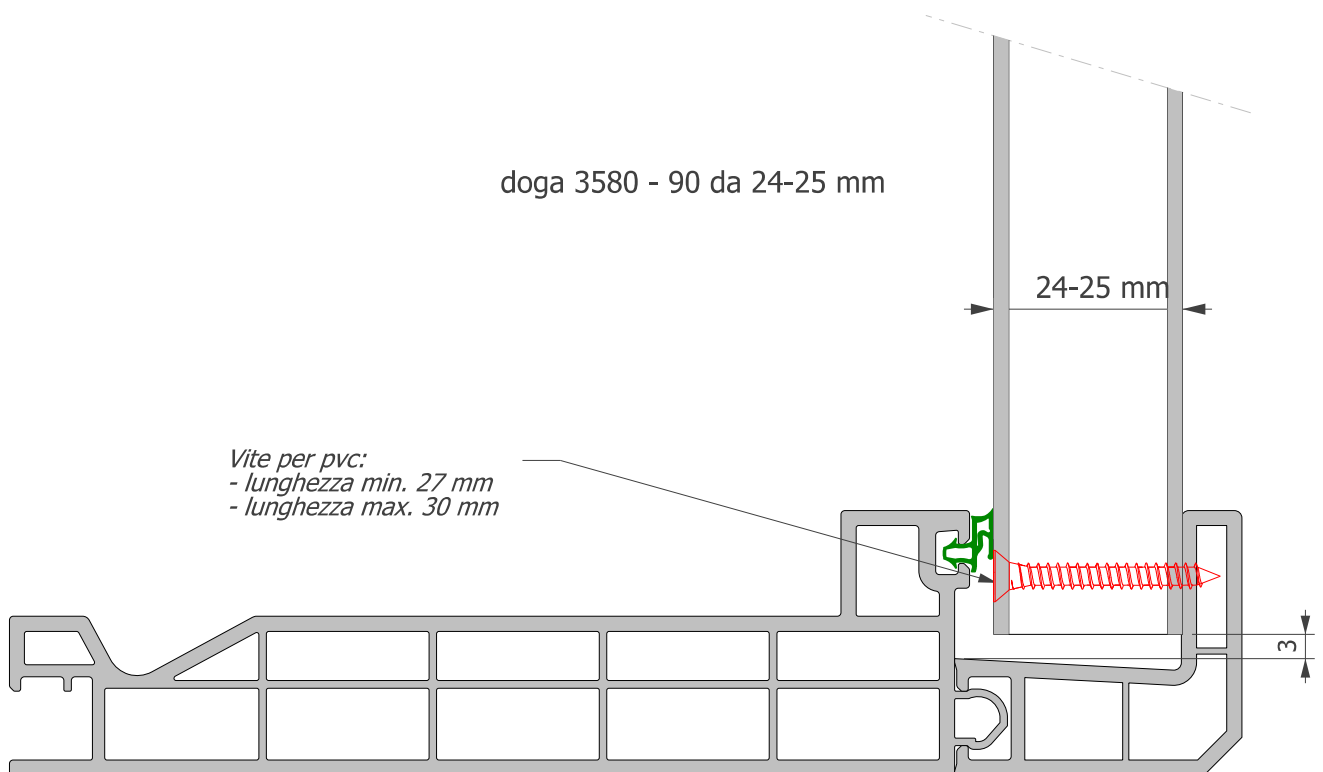 doga 3580 - 90 da 24-25 mm
24-25 mm
Vite per pvc:
- lunghezza min. 27 mm
- lunghezza max. 30 mm
3